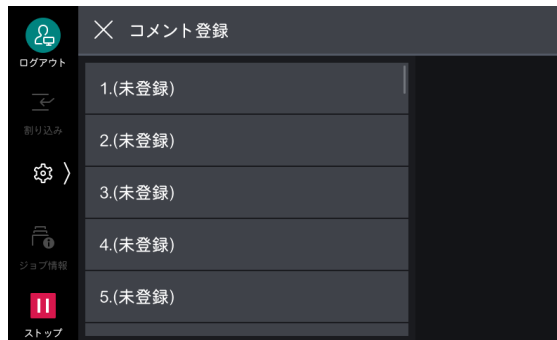 コメント登録
ログアウト
割り込み
ジョブ情報
ストップ
1.(未登録)
2.(未登録)
3.(未登録)
4.(未登録)
5.(未登録)